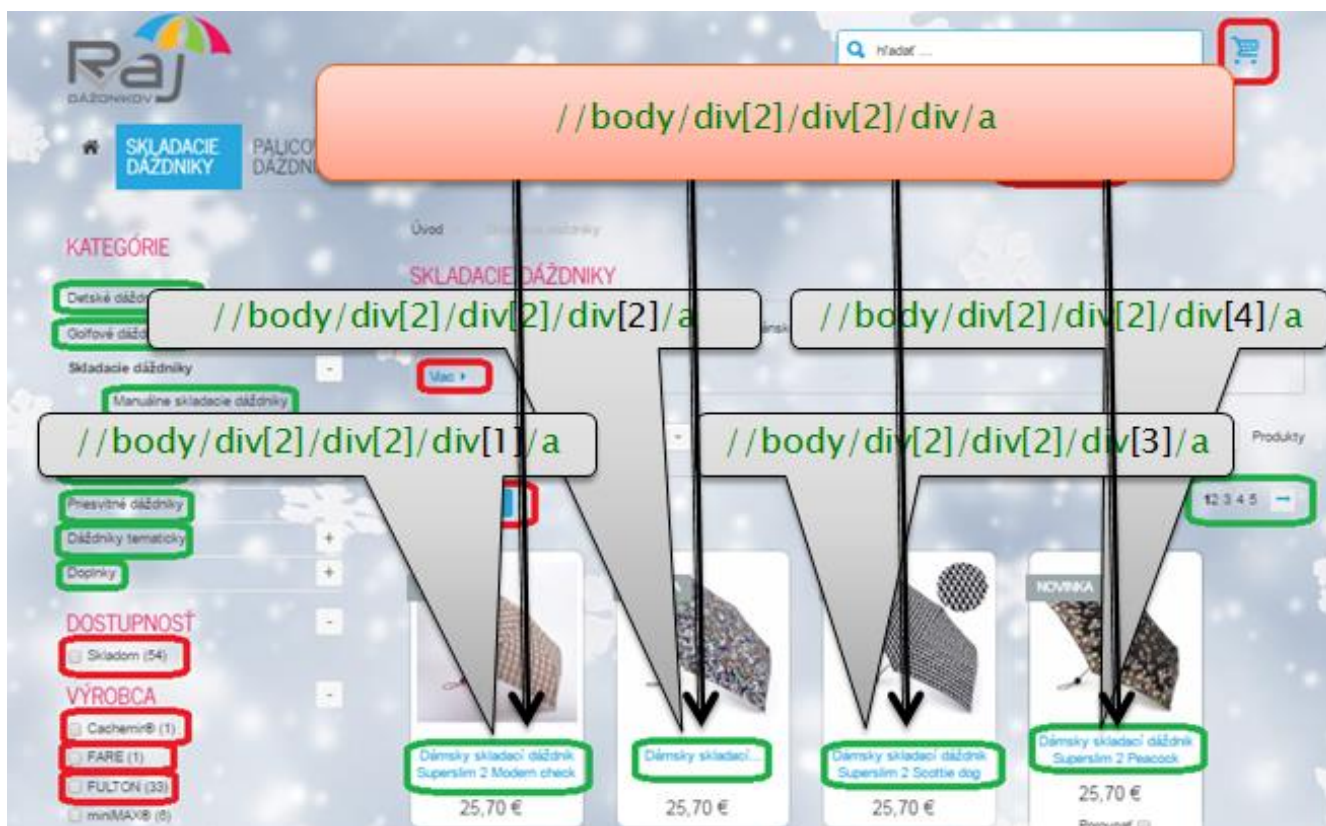 Raj
DÁŽDNIKOV
hľadať ...
//body/div[2]/div[2]/div/a
SKLADACIE
DÁŽDNIKY
Úvod
KATEGÓRIE
SKLADACIE DÁŽDNIKY
Detské
//body/div[2]/div[2]/div[2]/a
//body/div[2]/div[2]/div[4]/a
Golfové
Skladacie dáždniky
-
Viac
Manuálne skladacie dáždniky
//body/div[2]/div[2]/div[1]/a
//body/div[2]/div[2]/div[3]/a
Produkty
Priesvitné dáždniky
1 2 3 4 5 →
Dáždniky tematicky
+
Doplnky
+
NOVINKA
DOSTUPNOSŤ
-
Skladom (54)
VÝROBCA
-
Cachemir® (1)
FARE (1)
FULTON (33)
miniMAX® (6)
Dámsky skladací dáždnik
Superslim 2 Modern check
25,70 €
Dámsky skladací...
25,70 €
Dámsky skladací dáždnik
Superslim 2 Scottie dog
25,70 €
Dámsky skladací dáždnik
Superslim 2 Peacock
25,70 €
Porovnať